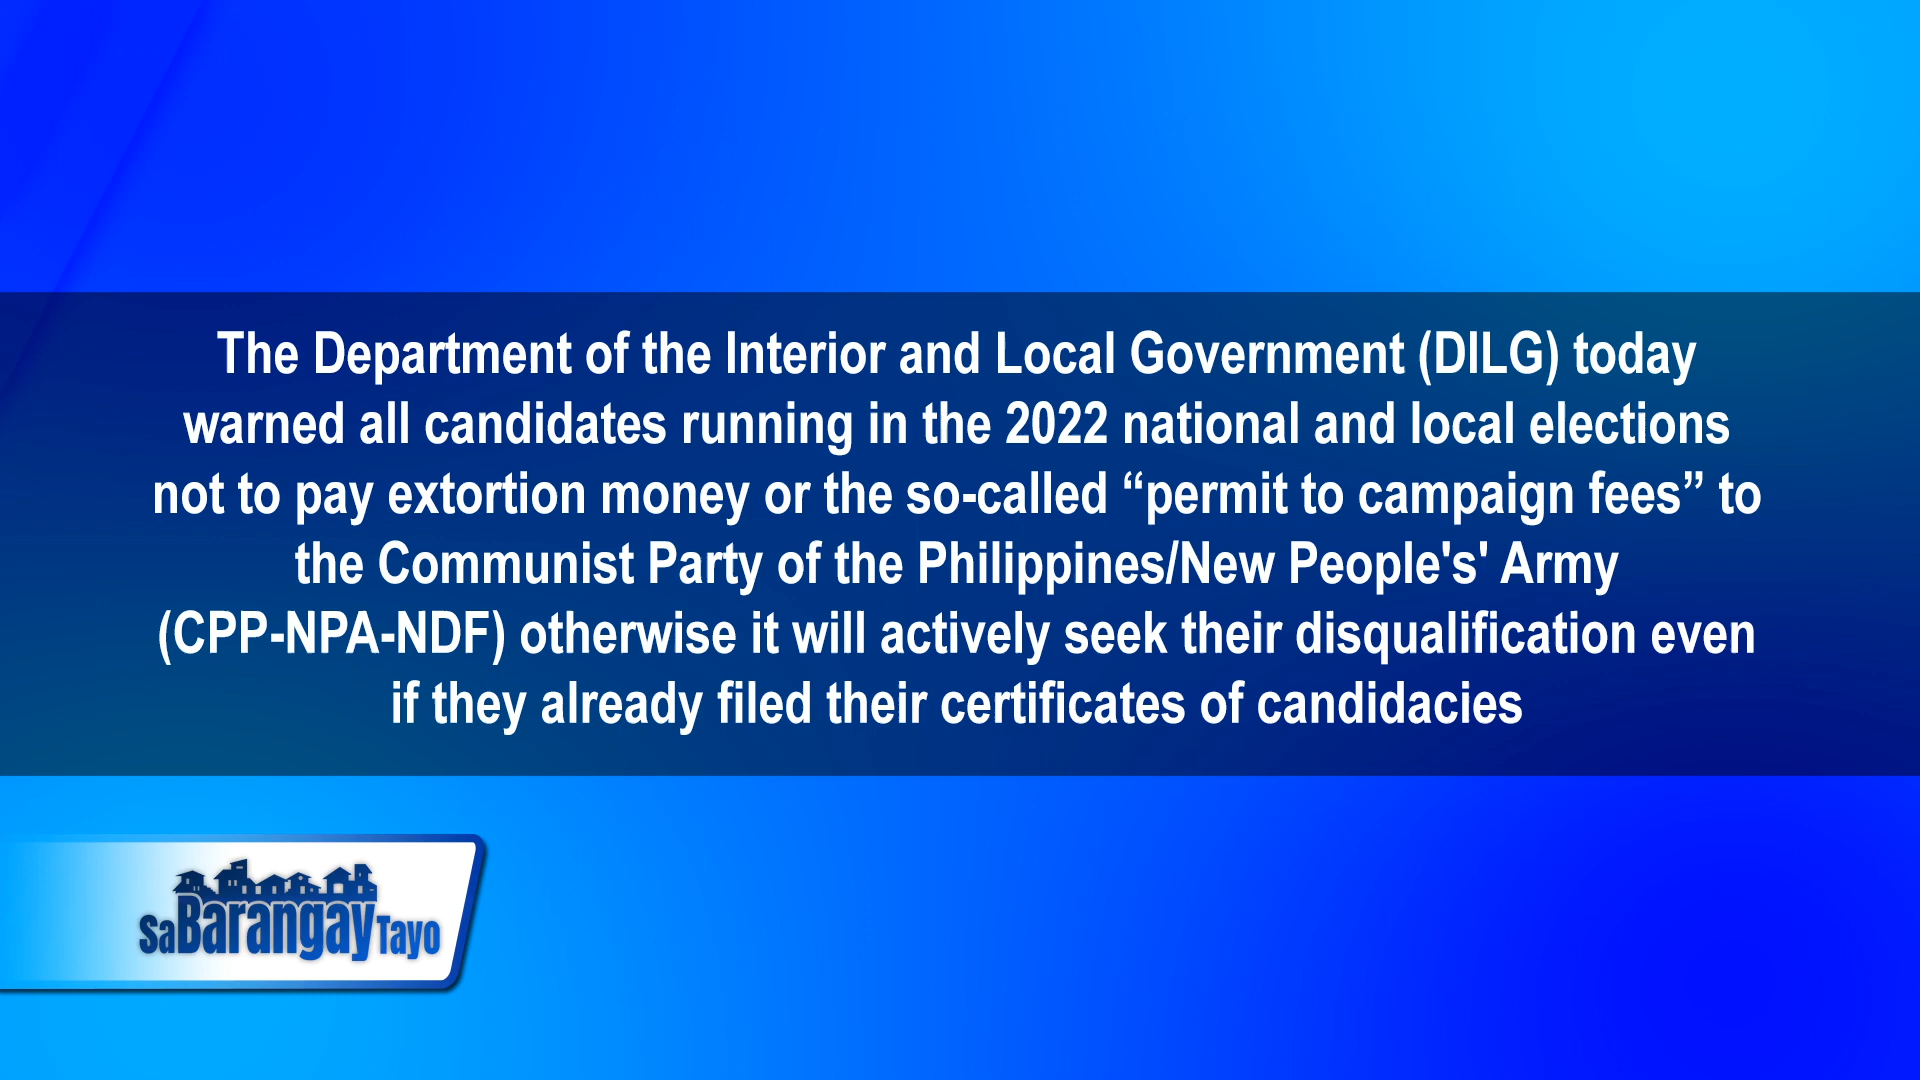 The Department of the Interior and Local Government (DILG) today
warned all candidates running in the 2022 national and local elections
not to pay extortion money or the so-called “permit to campaign fees” to
the Communist Party of the Philippines/New People's' Army
(CPP-NPA-NDF) otherwise it will actively seek their disqualification even
if they already filed their certificates of candidacies
saBarangayTayo